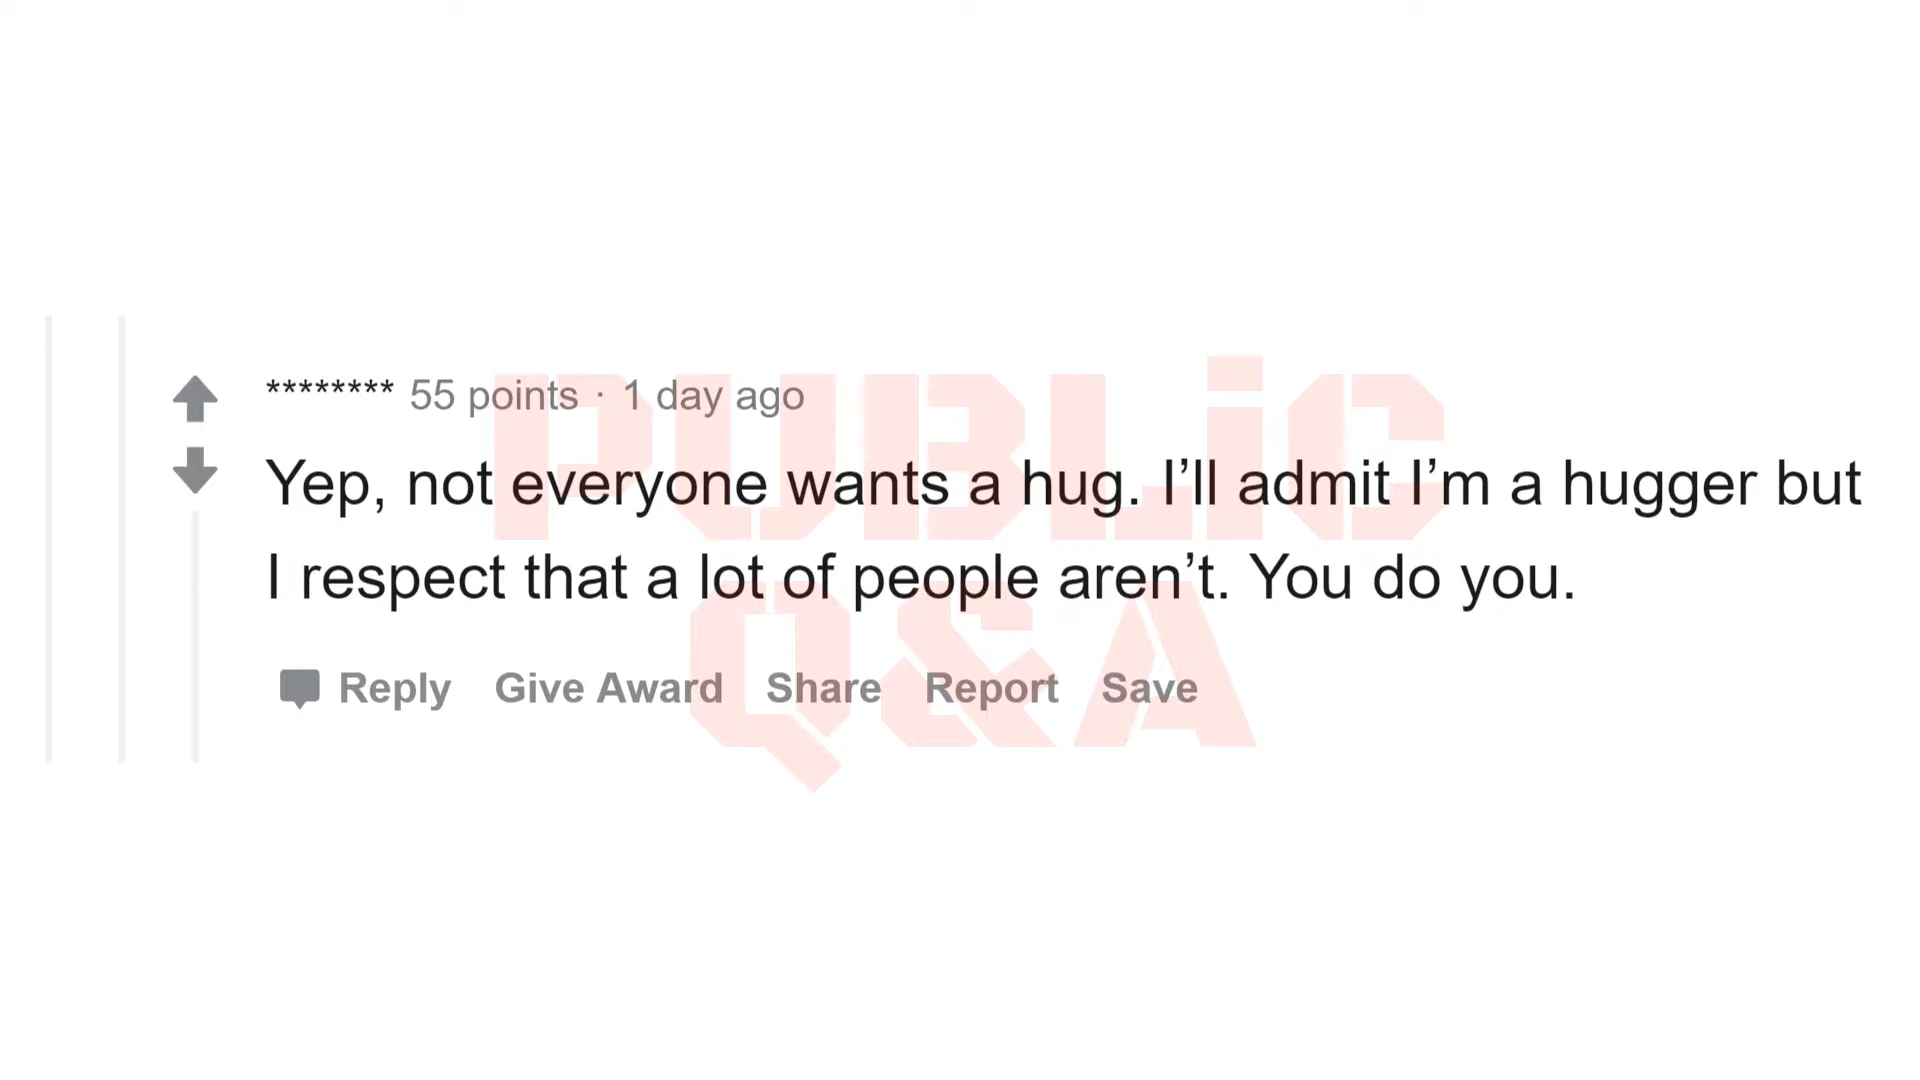 ******** 55 points · 1 day ago
Yep, not everyone wants a hug. I’ll admit I’m a hugger but
I respect that a lot of people aren’t. You do you.
Reply Give Award Share Report Save
PUBLiC
Q&A